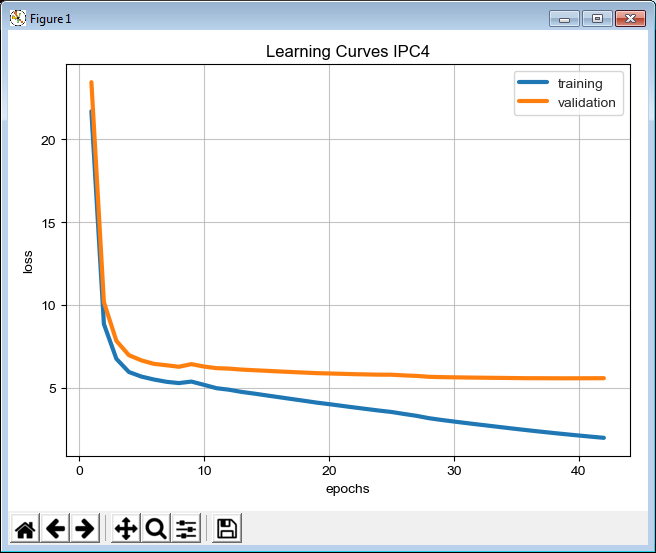 Figure 1
Learning Curves IPC4
training
validation
20
15
10
5
loss
0 10 20 30 40
epochs